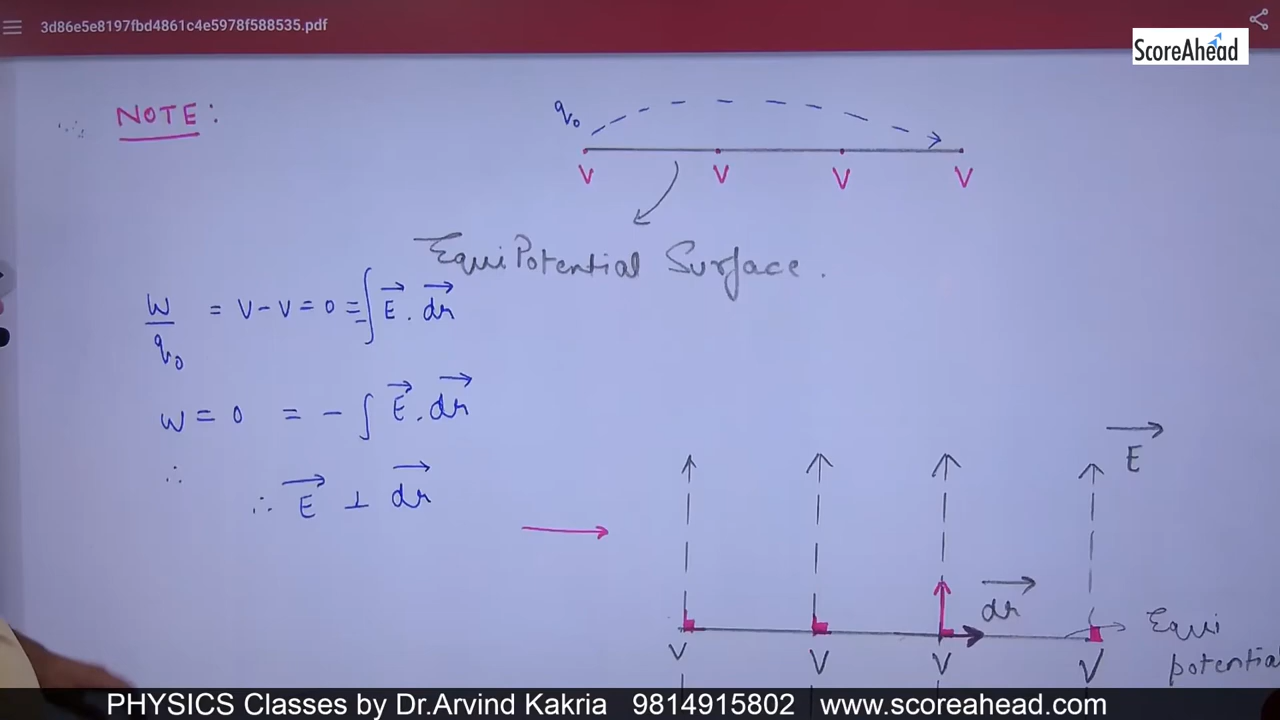 3d86e5e8197fbd4861c4e5978f588535.pdf
ScoreAhead
NOTE:
q₀
V V V V
EquiPotential Surface.
W/q₀ = V-V=0 = ∫ E⃗ . dr⃗
W = 0 = - ∫ E⃗ . dr⃗
∴
∴ E⃗ ⊥ dr⃗
E⃗
dr⃗
Equi
potential
V V V V
PHYSICS Classes by Dr.Arvind Kakria 9814915802 www.scoreahead.com